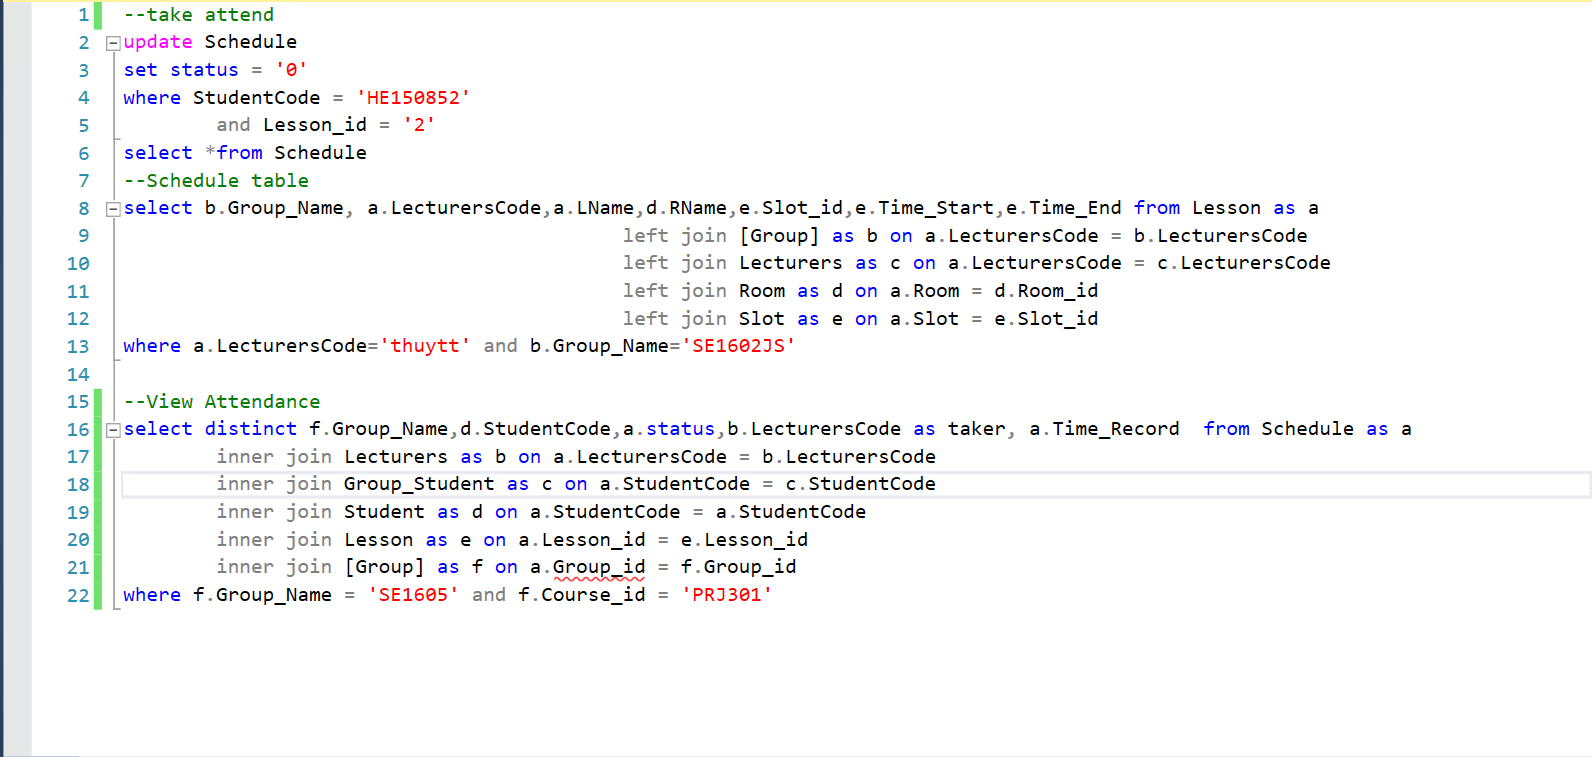 1 --take attend
2 update Schedule
3 set status = '0'
4 where StudentCode = 'HE150852'
5 and Lesson_id = '2'
6 select *from Schedule
7 --Schedule table
8 select b.Group_Name, a.LecturersCode,a.LName,d.RName,e.Slot_id,e.Time_Start,e.Time_End from Lesson as a
9 left join [Group] as b on a.LecturersCode = b.LecturersCode
10 left join Lecturers as c on a.LecturersCode = c.LecturersCode
11 left join Room as d on a.Room = d.Room_id
12 left join Slot as e on a.Slot = e.Slot_id
13 where a.LecturersCode='thuytt' and b.Group_Name='SE1602JS'
14
15 --View Attendance
16 select distinct f.Group_Name,d.StudentCode,a.status,b.LecturersCode as taker, a.Time_Record  from Schedule as a
17 inner join Lecturers as b on a.LecturersCode = b.LecturersCode
18 inner join Group_Student as c on a.StudentCode = c.StudentCode
19 inner join Student as d on a.StudentCode = a.StudentCode
20 inner join Lesson as e on a.Lesson_id = e.Lesson_id
21 inner join [Group] as f on a.Group_id = f.Group_id
22 where f.Group_Name = 'SE1605' and f.Course_id = 'PRJ301'